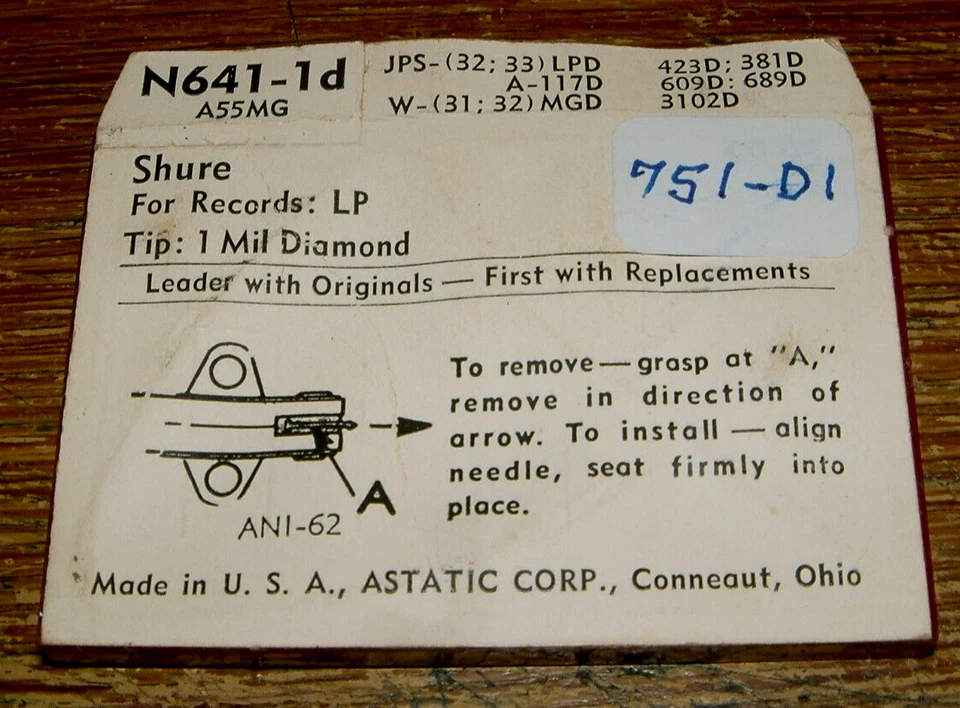 N641-1d
A55MG
JPS-(32; 33) LPD
A-117D
W-(31; 32) MGD
423D; 381D
609D: 689D
3102D
751-D1
Shure
For Records: LP
Tip: 1 Mil Diamond
Leader with Originals — First with Replacements
To remove — grasp at "A,"
remove in direction of
arrow. To install — align
needle, seat firmly into
place.
A
ANI-62
Made in U. S. A., ASTATIC CORP., Conneaut, Ohio